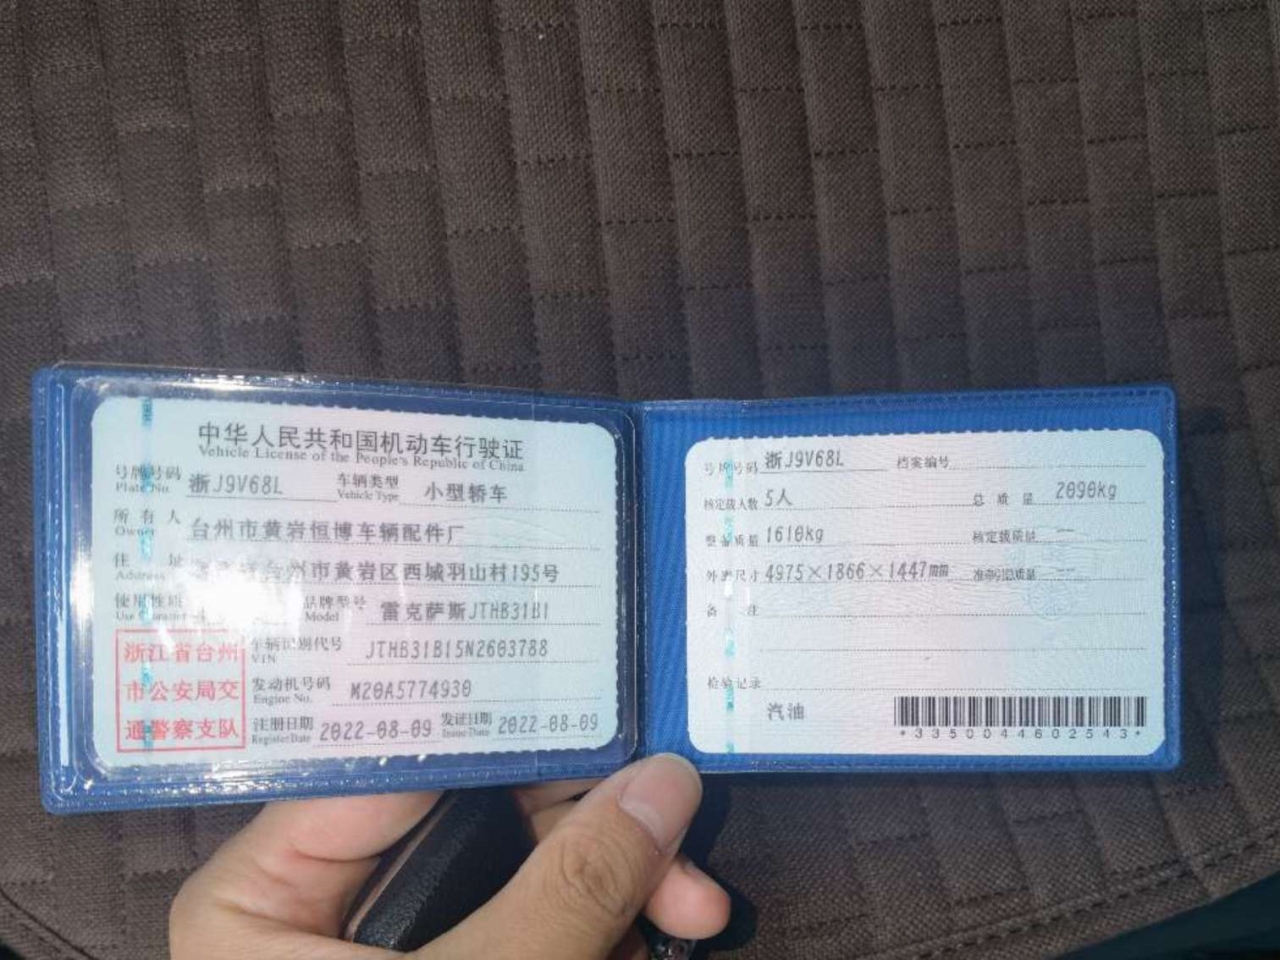 中华人民共和国机动车行驶证
Vehicle License of the People's Republic of China
号牌号码 浙J9V68L 车辆类型 小型轿车
Plate No. Vehicle Type
所有人 台州市黄岩恒博车辆配件厂
Owner
住址 台州市黄岩区西城羽山村195号
Address
使用性质 品牌型号 雷克萨斯JTHB31B1
Model
浙江省台州
市公安局交
通警察支队
车辆识别代号 JTHB31B15N2603788
VIN
发动机号码 M20A5774930
Engine No.
注册日期 2022-08-09 发证日期 2022-08-09
Register Date Issue Date
号牌号码 浙J9V68L 档案编号
核定载人数 5人 总质量 2090kg
整备质量 1610kg 核定载质量 --
外廓尺寸 4975×1866×1447mm 准牵引总质量 --
备注
检验记录
汽油
*3350044602543*